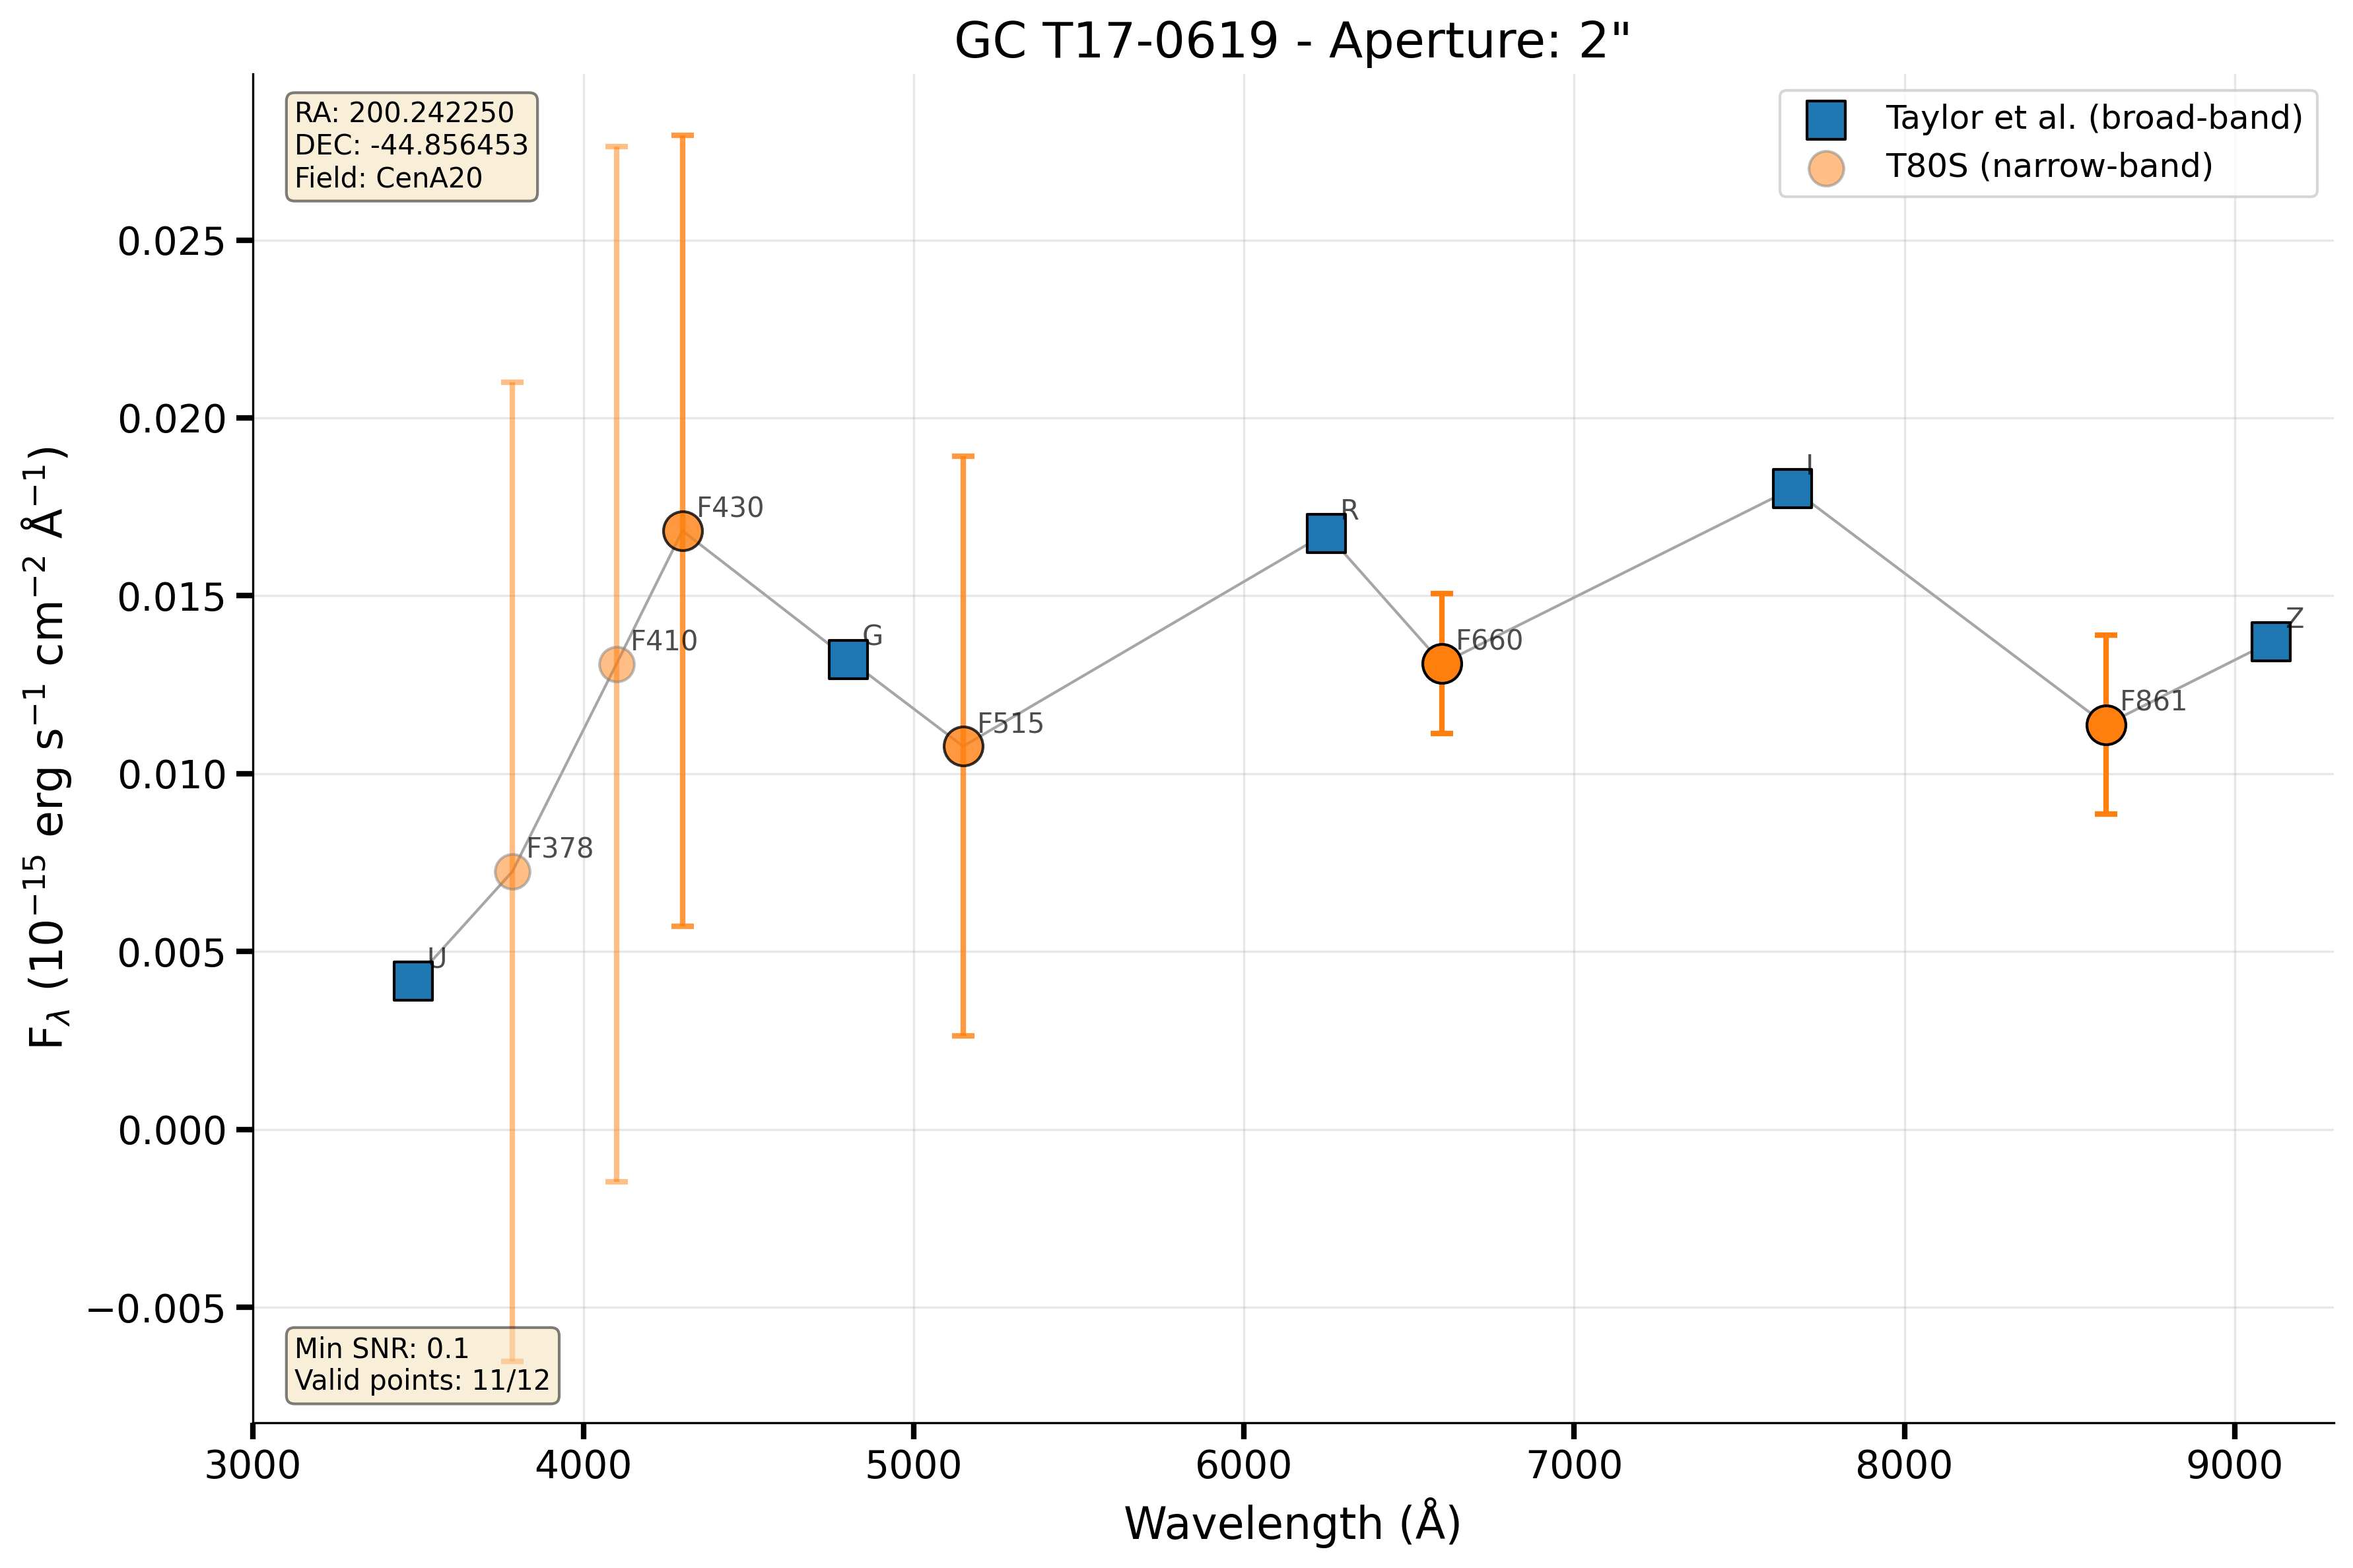 GC T17-0619 - Aperture: 2"
RA: 200.242250
DEC: -44.856453
Field: CenA20
Taylor et al. (broad-band)
T80S (narrow-band)
F_λ (10⁻¹⁵ erg s⁻¹ cm⁻² Å⁻¹)
0.025
0.020
0.015
0.010
0.005
0.000
−0.005
U
F378
F410
F430
G
F515
R
F660
I
F861
Z
Min SNR: 0.1
Valid points: 11/12
3000 4000 5000 6000 7000 8000 9000
Wavelength (Å)